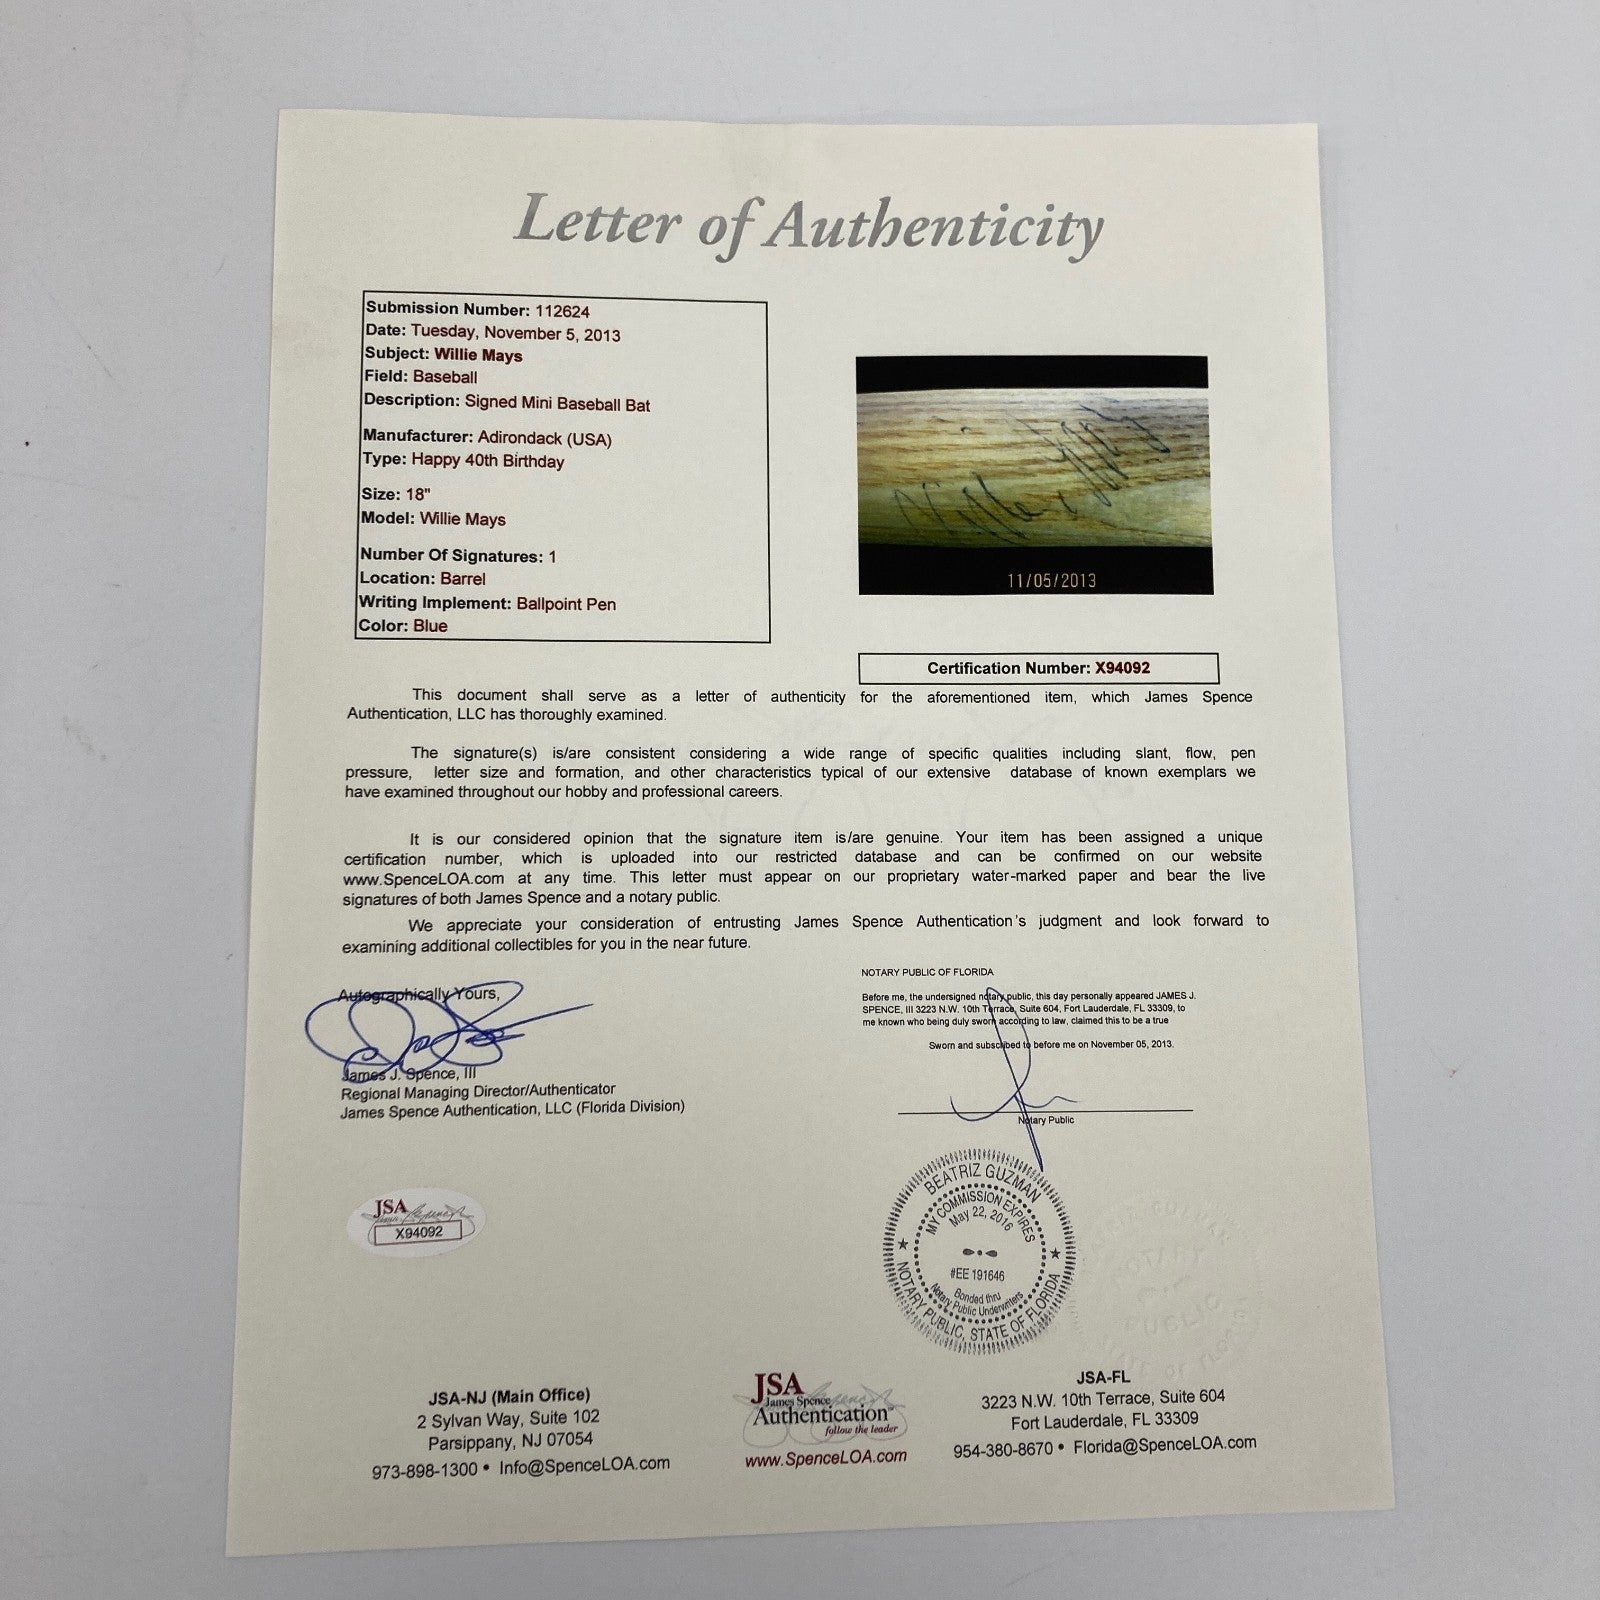 Letter of Authenticity
Submission Number: 112624
Date: Tuesday, November 5, 2013
Subject: Willie Mays
Field: Baseball
Description: Signed Mini Baseball Bat
Manufacturer: Adirondack (USA)
Type: Happy 40th Birthday
Size: 18"
Model: Willie Mays
Number Of Signatures: 1
Location: Barrel
Writing Implement: Ballpoint Pen
Color: Blue
Willie Mays
11/05/2013
Certification Number: X94092
This document shall serve as a letter of authenticity for the aforementioned item, which James Spence
Authentication, LLC has thoroughly examined.
The signature(s) is/are consistent considering a wide range of specific qualities including slant, flow, pen
pressure, letter size and formation, and other characteristics typical of our extensive database of known exemplars we
have examined throughout our hobby and professional careers.
It is our considered opinion that the signature item is/are genuine. Your item has been assigned a unique
certification number, which is uploaded into our restricted database and can be confirmed on our website
www.SpenceLOA.com at any time. This letter must appear on our proprietary water-marked paper and bear the live
signatures of both James Spence and a notary public.
We appreciate your consideration of entrusting James Spence Authentication's judgment and look forward to
examining additional collectibles for you in the near future.
Autographically Yours,
James J. Spence, III
Regional Managing Director/Authenticator
James Spence Authentication, LLC (Florida Division)
NOTARY PUBLIC OF FLORIDA
Before me, the undersigned notary public, this day personally appeared JAMES J.
SPENCE, III 3223 N.W. 10th Terrace, Suite 604, Fort Lauderdale, FL 33309, to
me known who being duly sworn according to law, claimed this to be a true
Sworn and subscribed to before me on November 05, 2013.
Notary Public
JSA
James Spence
X94092
BEATRIZ GUZMAN
MY COMMISSION EXPIRES
May 22, 2016
#EE 191646
Bonded thru
Notary Public Underwriters
NOTARY PUBLIC, STATE OF FLORIDA
NOTARY
PUBLIC
STATE OF FLORIDA
JSA-NJ (Main Office)
2 Sylvan Way, Suite 102
Parsippany, NJ 07054
973-898-1300 • Info@SpenceLOA.com
JSA
James Spence
Authentication™
follow the leader
www.SpenceLOA.com
JSA-FL
3223 N.W. 10th Terrace, Suite 604
Fort Lauderdale, FL 33309
954-380-8670 • Florida@SpenceLOA.com